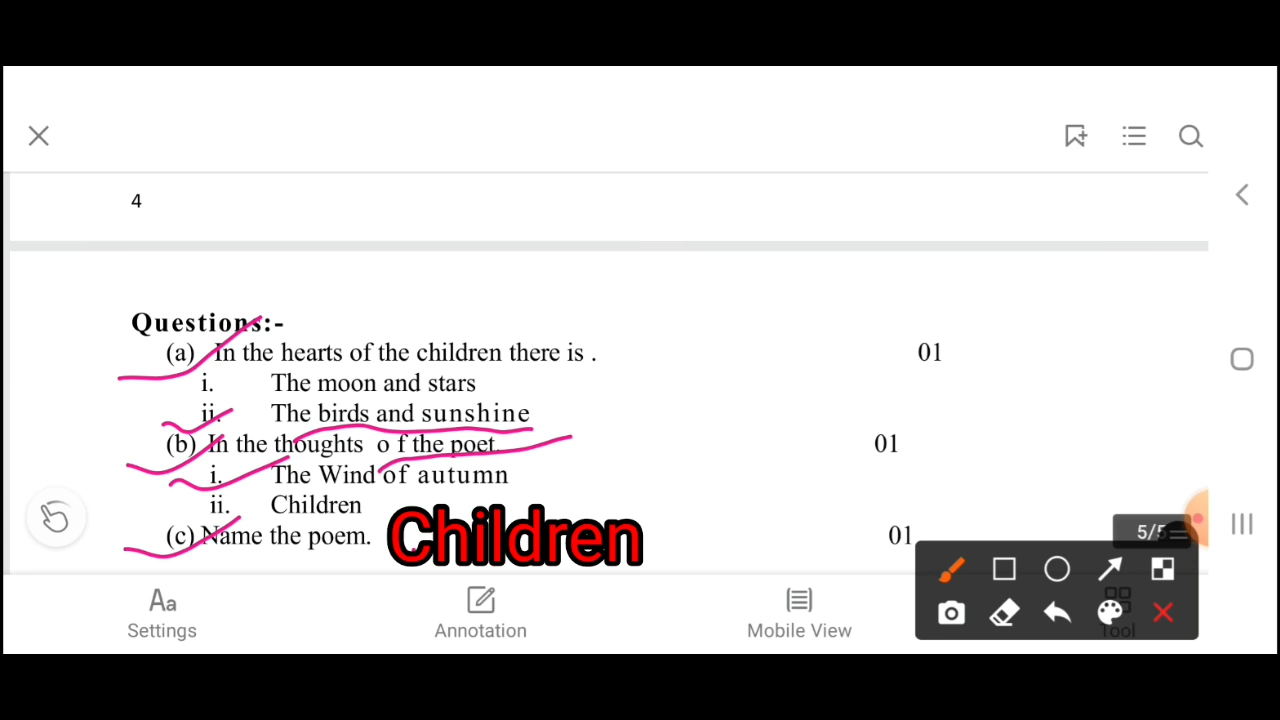 4
Questions:-
(a) In the hearts of the children there is . 01
i. The moon and stars
ii. The birds and sunshine
(b) In the thoughts o f the poet. 01
i. The Wind of autumn
ii. Children
(c) Name the poem. Children 01
5/5
Aa
Settings Annotation Mobile View Tool